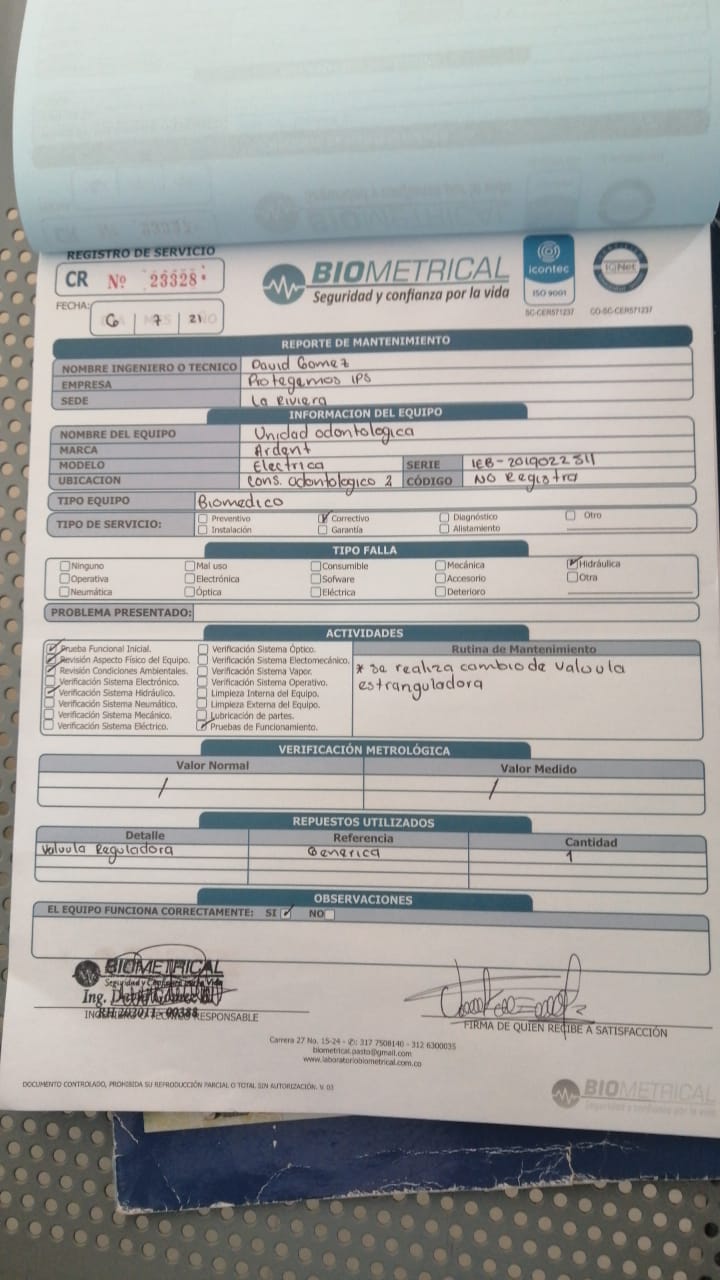 REGISTRO DE SERVICIO
CR Nº 23328
BIOMETRICAL
Seguridad y confianza por la vida
icontec
ISO 9001
SC-CER571237
IQNet
CO-SC-CER571237
FECHA:
6 | 7 | 21
REPORTE DE MANTENIMIENTO
NOMBRE INGENIERO O TECNICO David Gomez
EMPRESA Protegemos IPS
SEDE La Riviera
INFORMACION DEL EQUIPO
NOMBRE DEL EQUIPO Unidad odontologica
MARCA Ardent
MODELO Electrica SERIE IEB-2019022511
UBICACION cons. odontologico 2 CÓDIGO NO Registra
TIPO EQUIPO Biomedico
TIPO DE SERVICIO: Preventivo Correctivo Diagnóstico Otro
Instalación Garantía Alistamiento
TIPO FALLA
Ninguno Mal uso Consumible Mecánica Hidráulica
Operativa Electrónica Sofware Accesorio Otra
Neumática Óptica Eléctrica Deterioro
PROBLEMA PRESENTADO:
ACTIVIDADES
Prueba Funcional Inicial. Verificación Sistema Óptico. Rutina de Mantenimiento
Revisión Aspecto Físico del Equipo. Verificación Sistema Electomecánico.
Revisión Condiciones Ambientales. Verificación Sistema Vapor.
Verificación Sistema Electrónico. Verificación Sistema Operativo.
Verificación Sistema Hidráulico. Limpieza Interna del Equipo.
Verificación Sistema Neumático. Limpieza Externa del Equipo.
Verificación Sistema Mecánico. Lubricación de partes.
Verificación Sistema Eléctrico. Pruebas de Funcionamiento.
* se realiza cambio de valvula
estranguladora
VERIFICACIÓN METROLÓGICA
Valor Normal Valor Medido
/ /
REPUESTOS UTILIZADOS
Detalle Referencia Cantidad
Valvula Reguladora Generica 1
OBSERVACIONES
EL EQUIPO FUNCIONA CORRECTAMENTE: SI NO
BIOMETRICAL
Seguridad y Confianza por la Vida
Ing.
INGENIERO O TECNICO RESPONSABLE
FIRMA DE QUIEN RECIBE A SATISFACCIÓN
Carrera 27 No. 15-24 - ✆: 317 7508140 - 312 6300035
biometrical.pasto@gmail.com
www.laboratoriobiometrical.com.co
DOCUMENTO CONTROLADO, PROHIBIDA SU REPRODUCCIÓN PARCIAL O TOTAL SIN AUTORIZACIÓN. V. 03
BIOMETRICAL
Seguridad y confianza por la vida